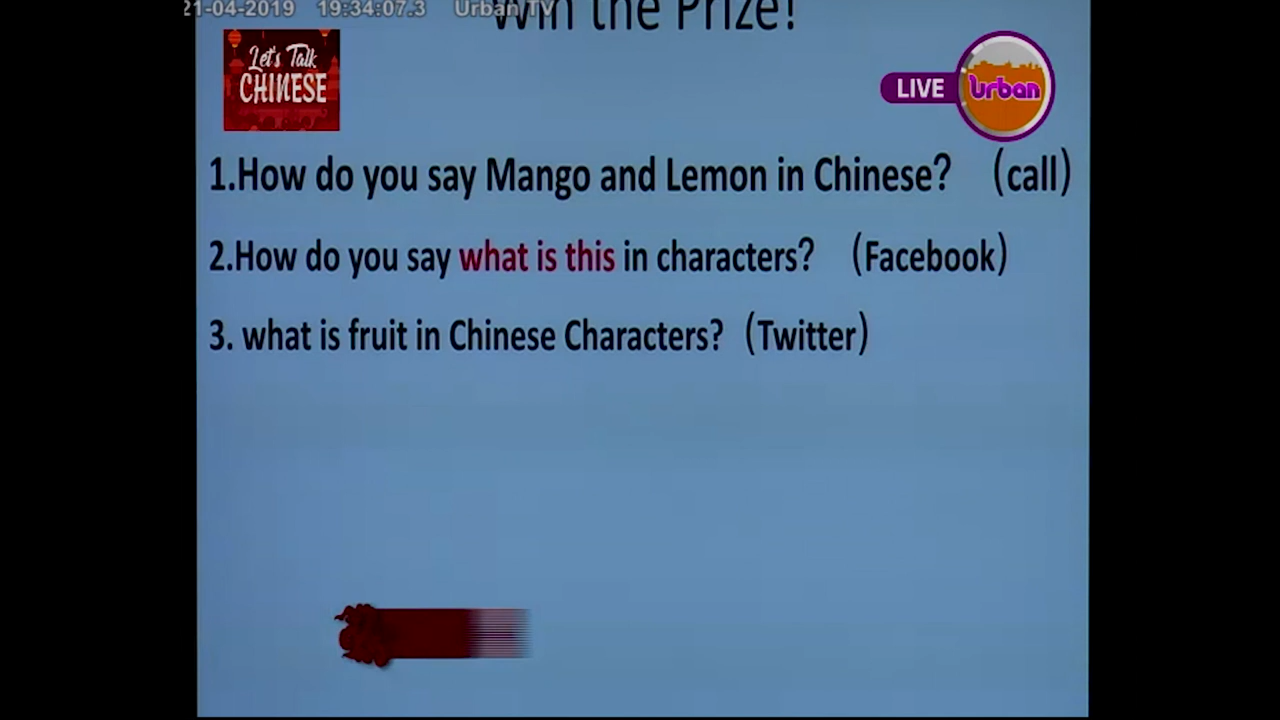 21-04-2019 19:34:07.3 Urban TV
Win the Prize!
Let's Talk
CHINESE
LIVE Urban
1.How do you say Mango and Lemon in Chinese? (call)
2.How do you say what is this in characters? (Facebook)
3. what is fruit in Chinese Characters? (Twitter)